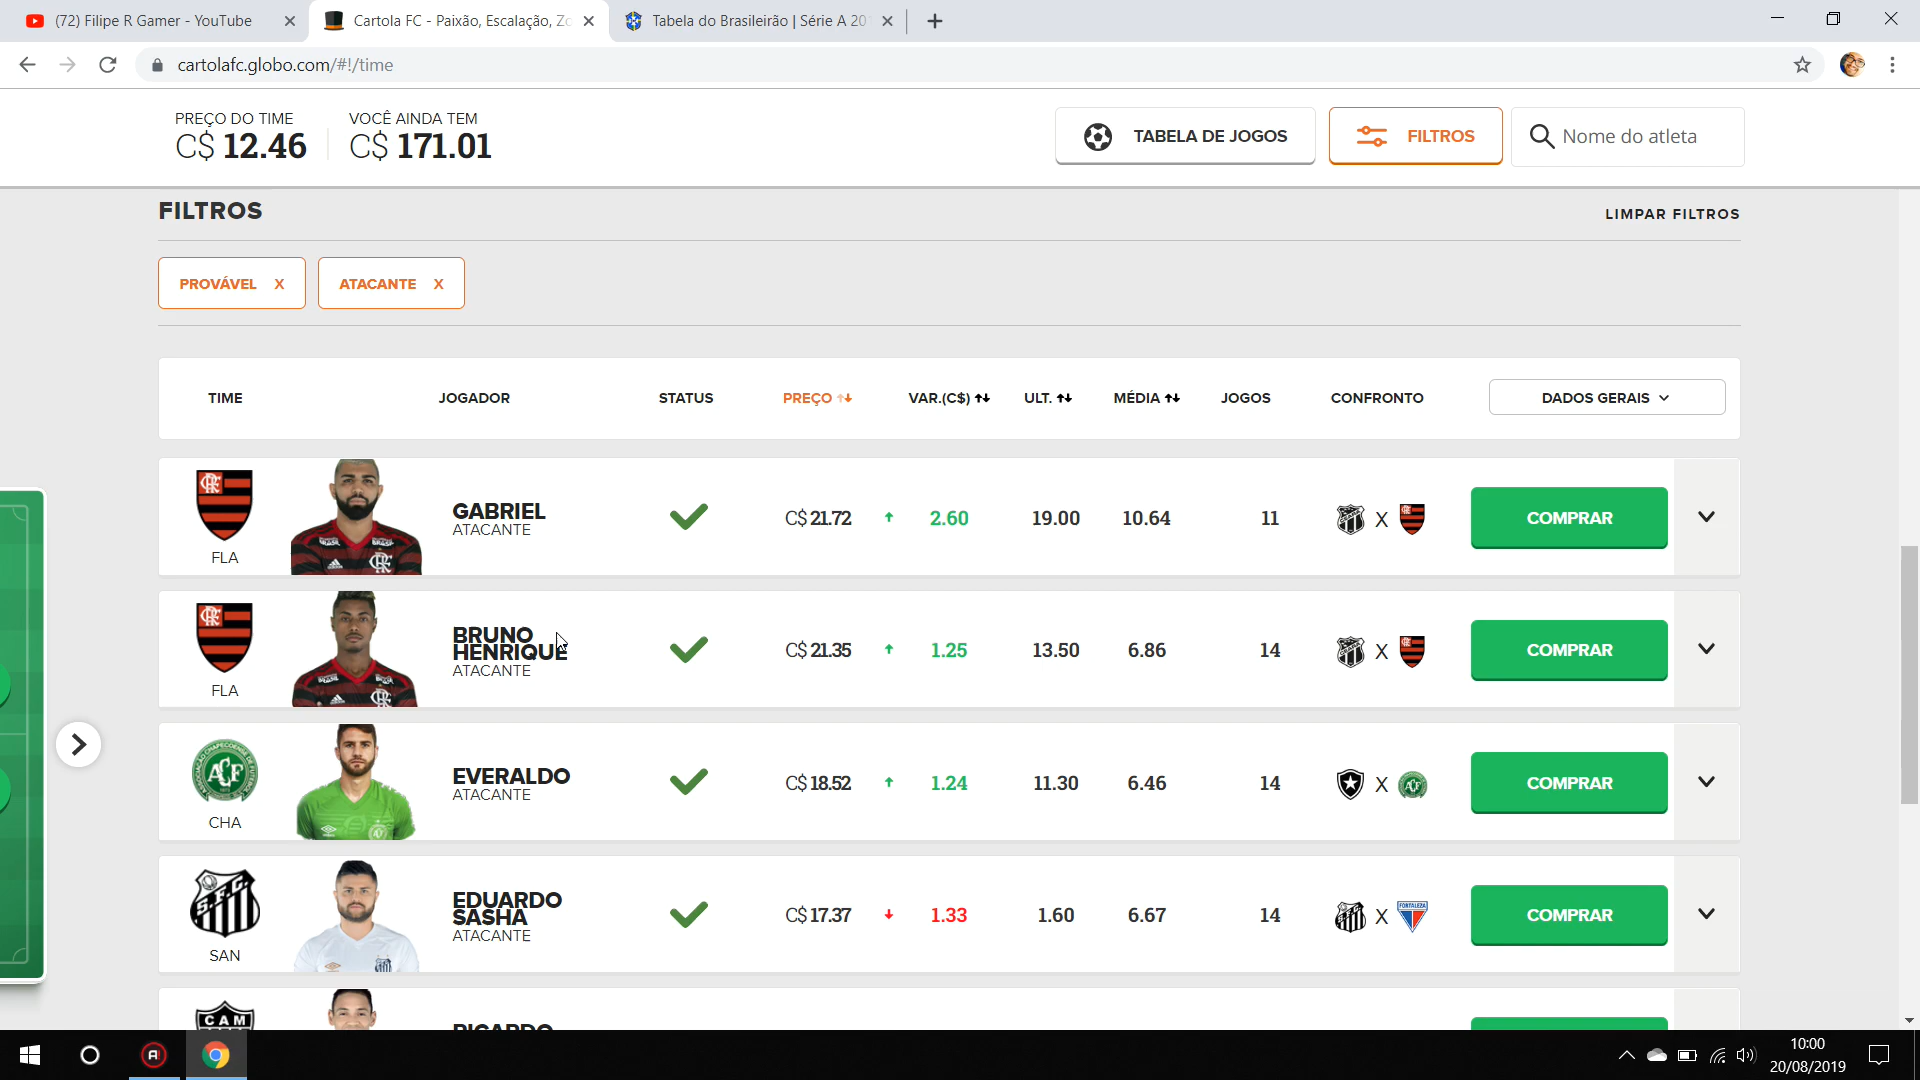 (72) Filipe R Gamer - YouTube
Cartola FC - Paixão, Escalação, Zo
Tabela do Brasileirão | Série A 20
cartolafc.globo.com/#!/time
PREÇO DO TIME
C$ 12.46
VOCÊ AINDA TEM
C$ 171.01
TABELA DE JOGOS
FILTROS
Nome do atleta
FILTROS
LIMPAR FILTROS
PROVÁVEL X
ATACANTE X
TIME JOGADOR STATUS PREÇO VAR.(C$) ULT. MÉDIA JOGOS CONFRONTO DADOS GERAIS
FLA
GABRIEL
ATACANTE
C$ 21.72 2.60 19.00 10.64 11 X COMPRAR
FLA
BRUNO
HENRIQUE
ATACANTE
C$ 21.35 1.25 13.50 6.86 14 X COMPRAR
CHA
EVERALDO
ATACANTE
C$ 18.52 1.24 11.30 6.46 14 X COMPRAR
SAN
EDUARDO
SASHA
ATACANTE
C$ 17.37 1.33 1.60 6.67 14 X COMPRAR
CAM
RICARDO
10:00
20/08/2019